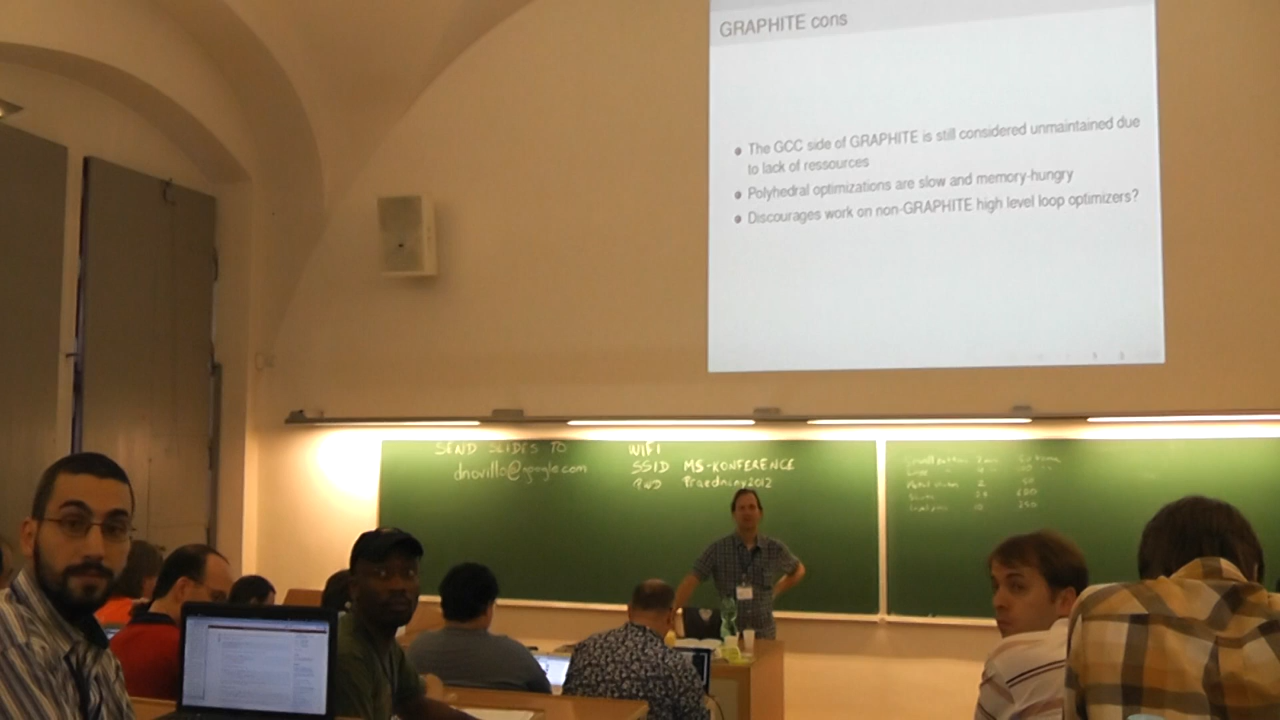 GRAPHITE cons
The GCC side of GRAPHITE is still considered unmaintained due
to lack of ressources
Polyhedral optimizations are slow and memory-hungry
Discourages work on non-GRAPHITE high level loop optimizers?
SEND SLIDES TO
dnovillo@google.com
WIFI
SSID MS-KONFERENCE
PWD Praedniny2012